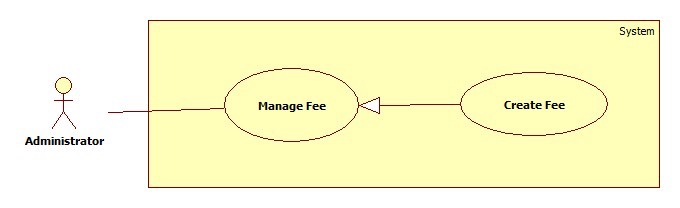 System
Manage Fee
Create Fee
Administrator